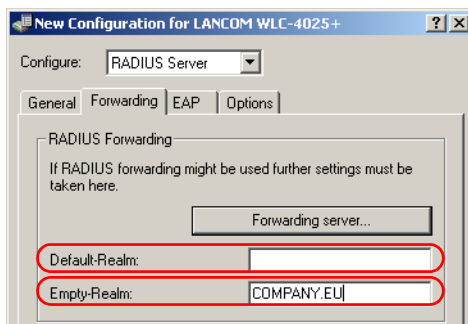 New Configuration for LANCOM WLC-4025+
Configure: RADIUS Server
General Forwarding EAP Options
RADIUS Forwarding
If RADIUS forwarding might be used further settings must be
taken here.
Forwarding server...
Default-Realm:
Empty-Realm: COMPANY.EU